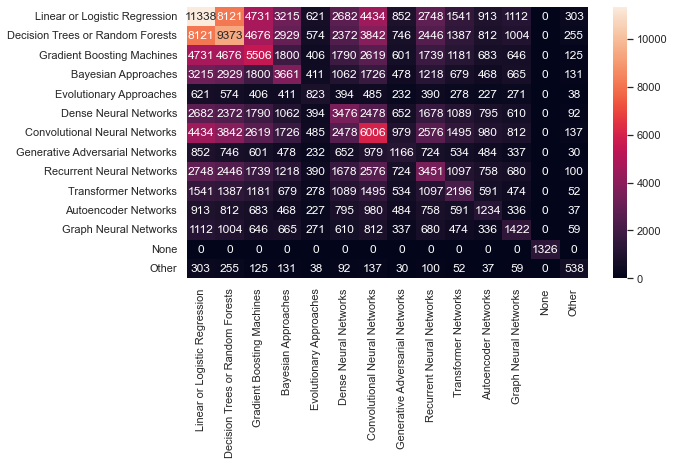 Linear or Logistic Regression 11338 8121 4731 3215 621 2682 4434 852 2748 1541 913 1112 0 303
Decision Trees or Random Forests 8121 9373 4676 2929 574 2372 3842 746 2446 1387 812 1004 0 255
Gradient Boosting Machines 4731 4676 5506 1800 406 1790 2619 601 1739 1181 683 646 0 125
Bayesian Approaches 3215 2929 1800 3661 411 1062 1726 478 1218 679 468 665 0 131
Evolutionary Approaches 621 574 406 411 823 394 485 232 390 278 227 271 0 38
Dense Neural Networks 2682 2372 1790 1062 394 3476 2478 652 1678 1089 795 610 0 92
Convolutional Neural Networks 4434 3842 2619 1726 485 2478 6006 979 2576 1495 980 812 0 137
Generative Adversarial Networks 852 746 601 478 232 652 979 1166 724 534 484 337 0 30
Recurrent Neural Networks 2748 2446 1739 1218 390 1678 2576 724 3451 1097 758 680 0 100
Transformer Networks 1541 1387 1181 679 278 1089 1495 534 1097 2196 591 474 0 52
Autoencoder Networks 913 812 683 468 227 795 980 484 758 591 1234 336 0 37
Graph Neural Networks 1112 1004 646 665 271 610 812 337 680 474 336 1422 0 59
None 0 0 0 0 0 0 0 0 0 0 0 0 1326 0
Other 303 255 125 131 38 92 137 30 100 52 37 59 0 538
Linear or Logistic Regression
Decision Trees or Random Forests
Gradient Boosting Machines
Bayesian Approaches
Evolutionary Approaches
Dense Neural Networks
Convolutional Neural Networks
Generative Adversarial Networks
Recurrent Neural Networks
Transformer Networks
Autoencoder Networks
Graph Neural Networks
None
Other
10000
8000
6000
4000
2000
0